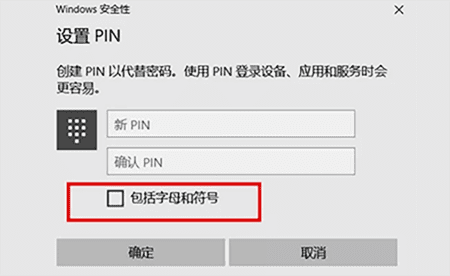 Windows 安全性
设置 PIN
创建 PIN 以代替密码。使用 PIN 登录设备、应用和服务时会
更容易。
新 PIN
确认 PIN
包括字母和符号
确定
取消